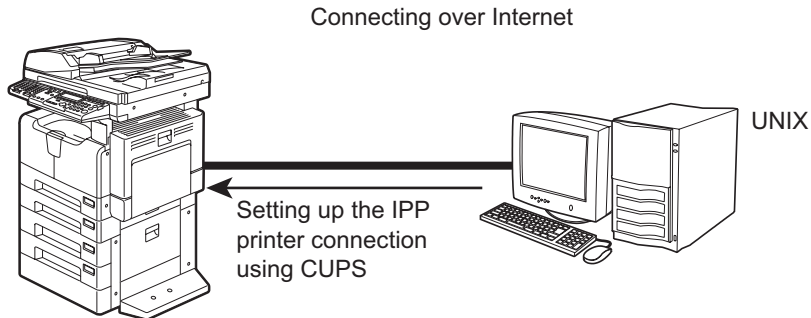 Connecting over Internet
UNIX
Setting up the IPP
printer connection
using CUPS